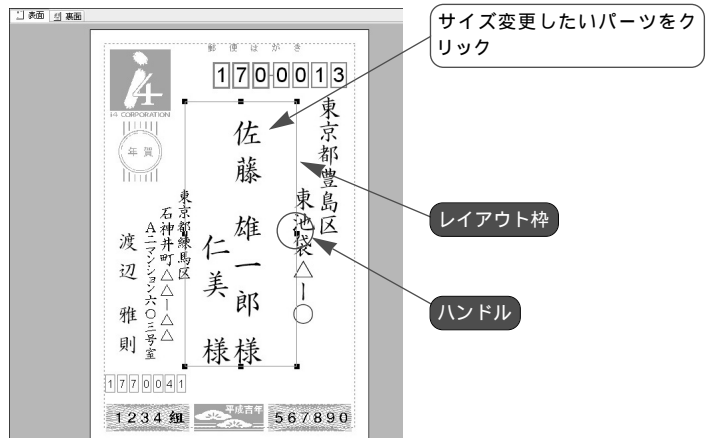 表面 裏面
サイズ変更したいパーツをク
リック
郵便はがき
170-0013
i4 CORPORATION
年賀
東京都豊島区
東池袋△ー○
佐藤 雄一郎 様
仁美 様
東京都練馬区
石神井町△△ー△△
Aニマンション六〇三号室
渡辺 雅則
1770041
レイアウト枠
ハンドル
1234組
平成吉年
567890